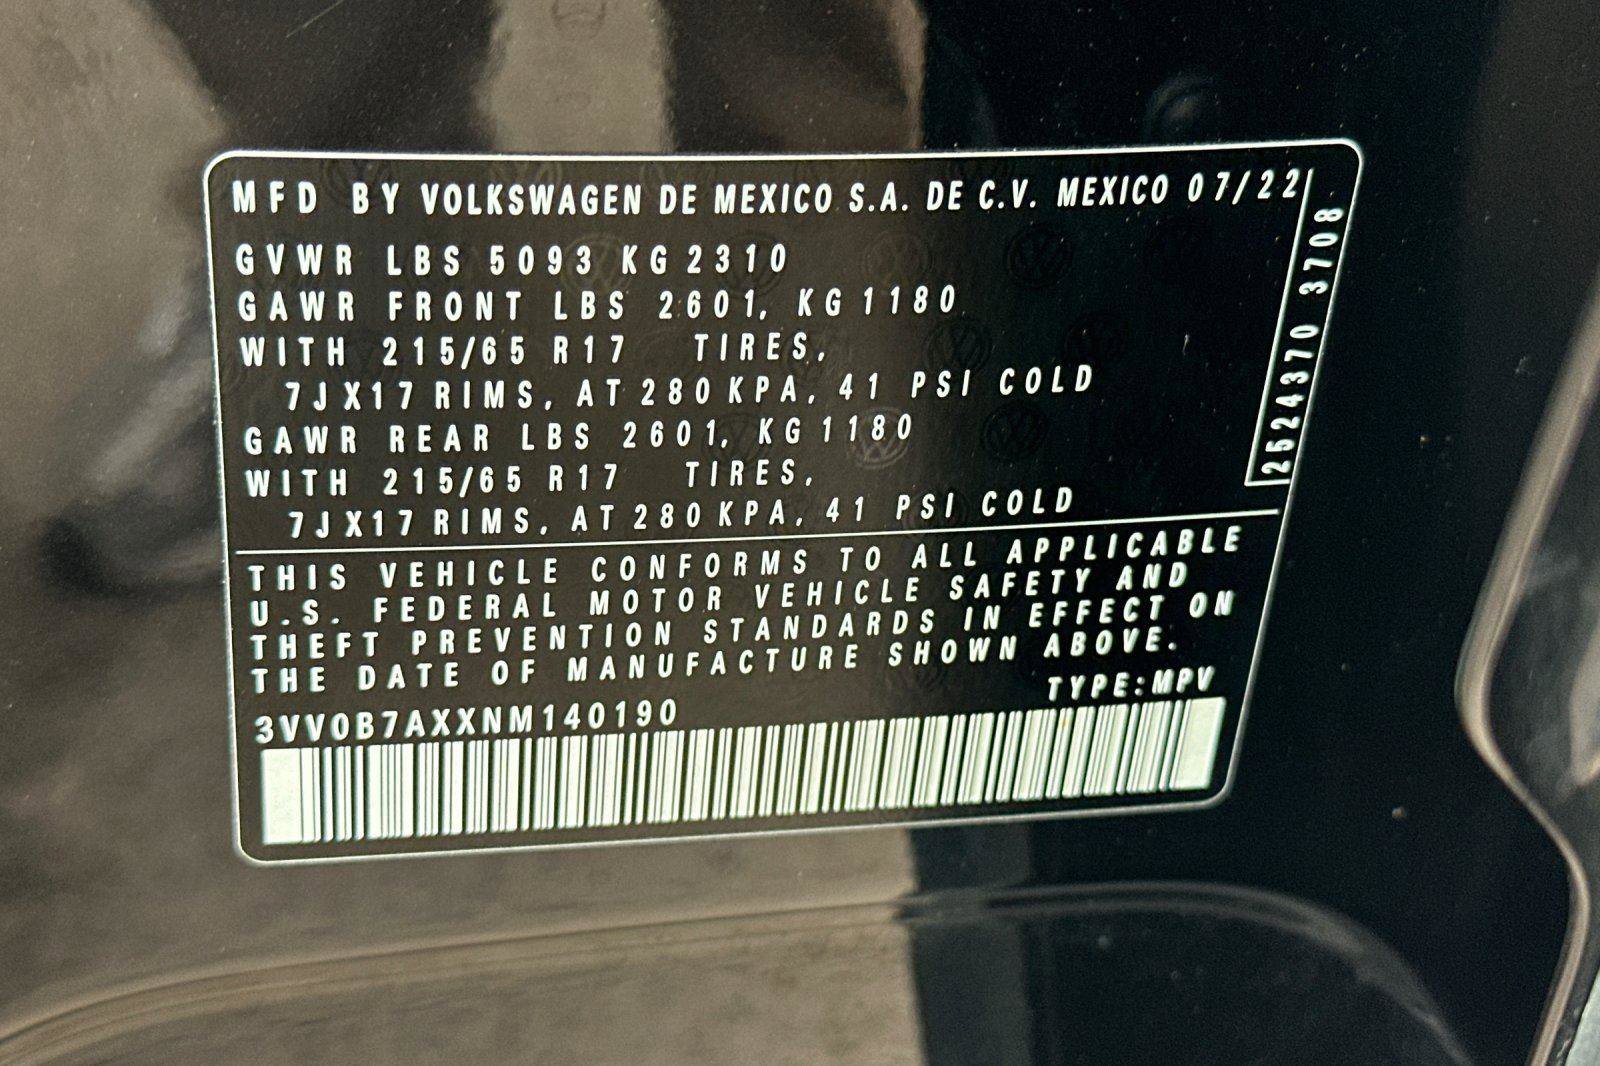 MFD BY VOLKSWAGEN DE MEXICO S.A. DE C.V. MEXICO 07/22
GVWR LBS 5093 KG 2310
GAWR FRONT LBS 2601, KG 1180
WITH 215/65 R17 TIRES,
7JX17 RIMS, AT 280 KPA, 41 PSI COLD
GAWR REAR LBS 2601, KG 1180
WITH 215/65 R17 TIRES,
7JX17 RIMS, AT 280 KPA, 41 PSI COLD
2524370 3708
THIS VEHICLE CONFORMS TO ALL APPLICABLE
U.S. FEDERAL MOTOR VEHICLE SAFETY AND
THEFT PREVENTION STANDARDS IN EFFECT ON
THE DATE OF MANUFACTURE SHOWN ABOVE.
TYPE:MPV
3VV0B7AXXNM140190